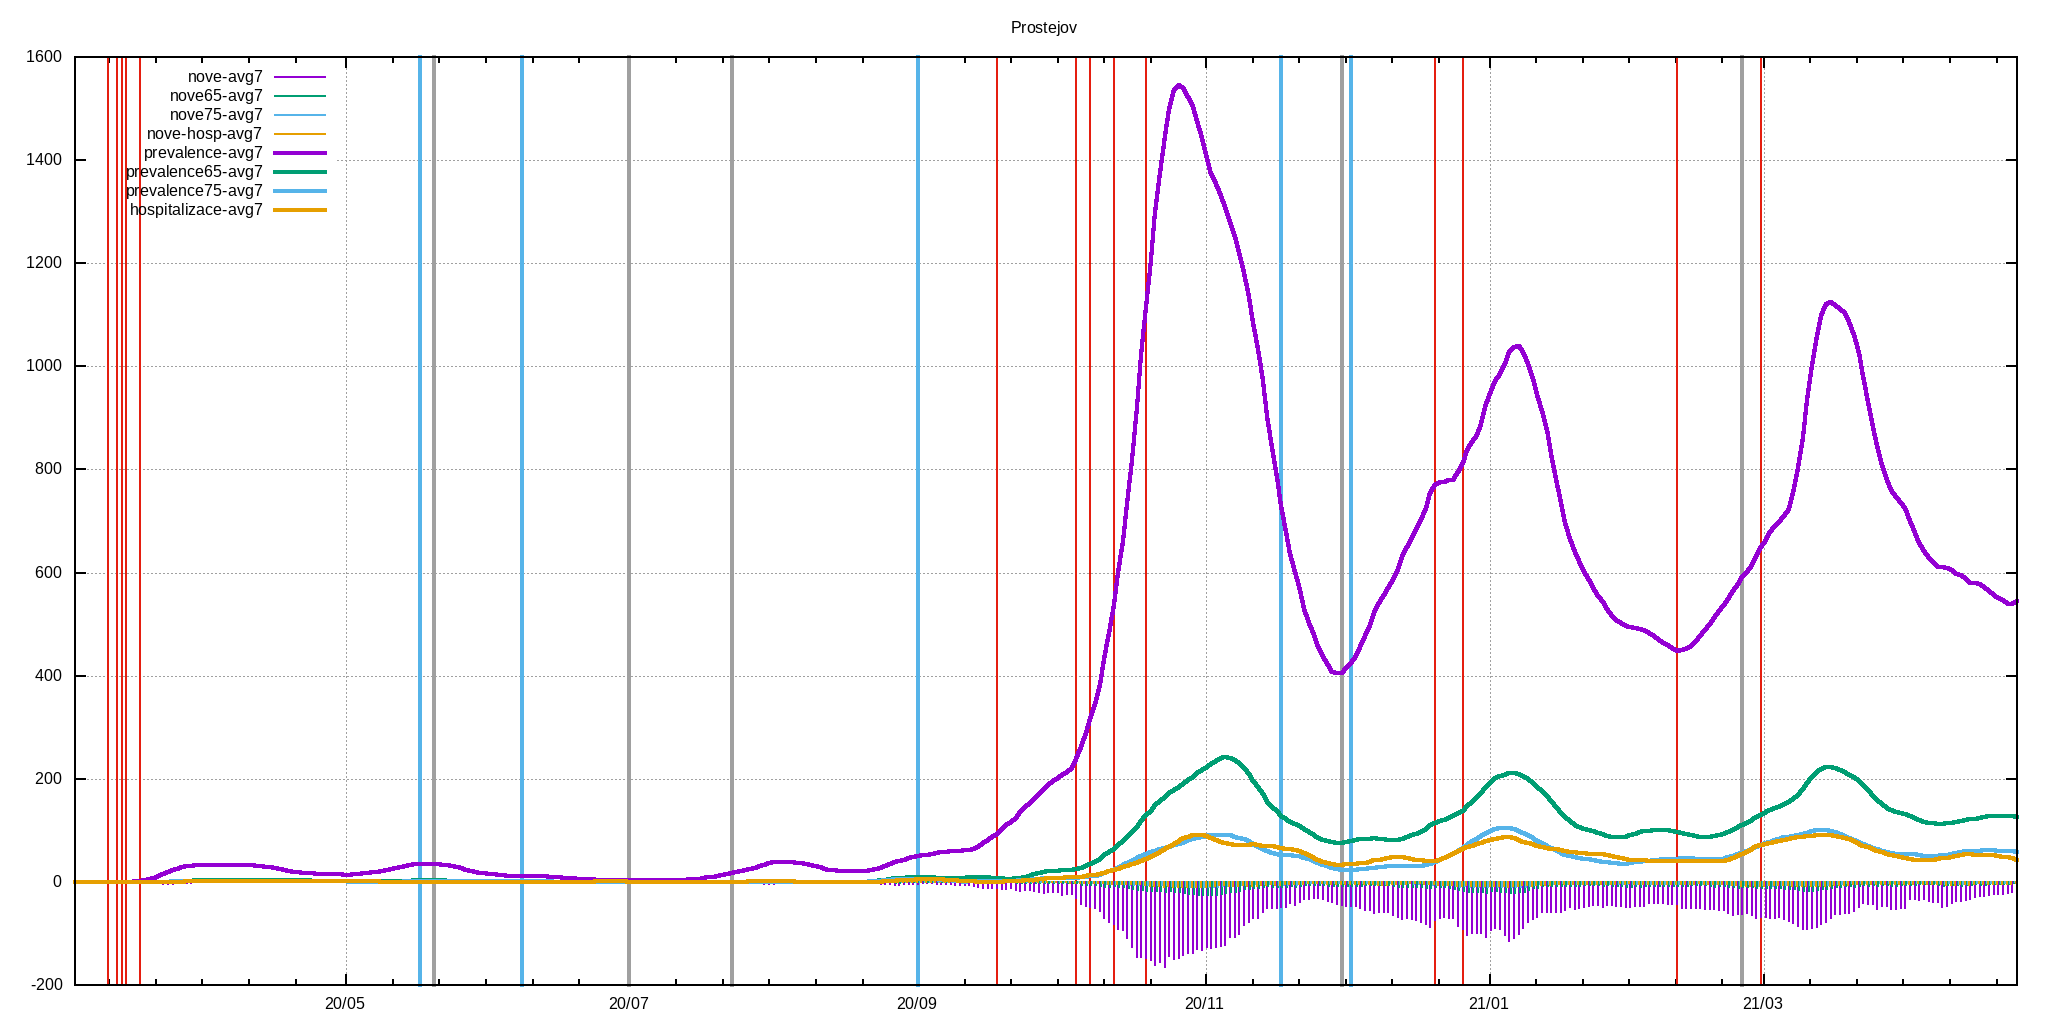 Prostejov
1600
1400
1200
1000
800
600
400
200
0
-200
nove-avg7
nove65-avg7
nove75-avg7
nove-hosp-avg7
prevalence-avg7
prevalence65-avg7
prevalence75-avg7
hospitalizace-avg7
20/05
20/07
20/09
20/11
21/01
21/03